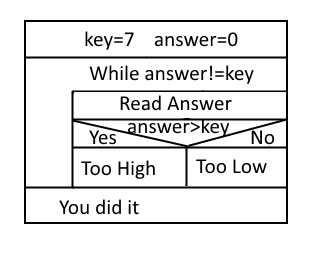 key=7 answer=0
While answer!=key
Read Answer
answer>key
Yes No
Too High Too Low
You did it